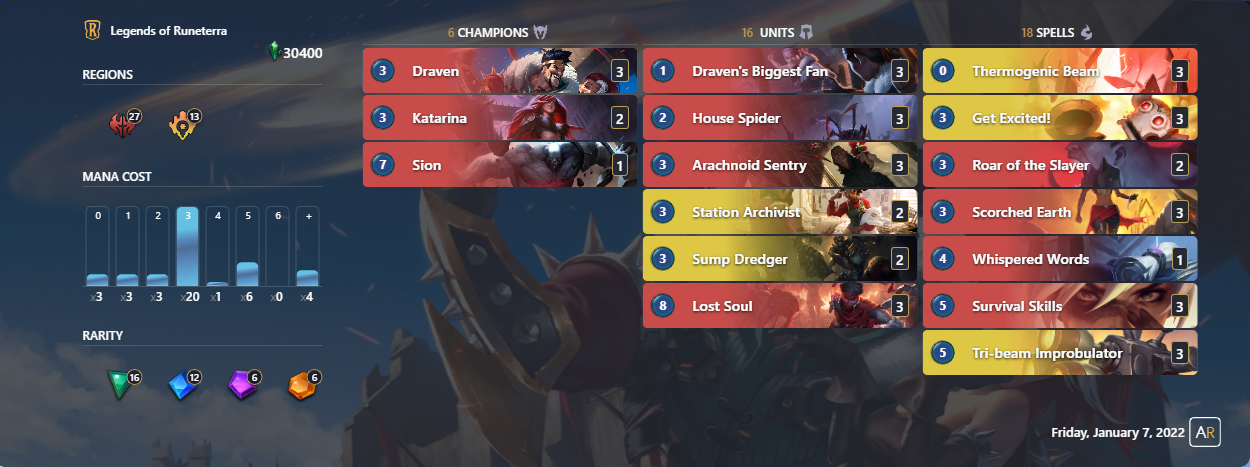 Legends of Runeterra
30400
REGIONS
27
13
MANA COST
0 1 2 3 4 5 6 +
x3 x3 x3 x20 x1 x6 x0 x4
RARITY
16 12 6 6
6 CHAMPIONS
3 Draven 3
3 Katarina 2
7 Sion 1
16 UNITS
1 Draven's Biggest Fan 3
2 House Spider 3
3 Arachnoid Sentry 3
3 Station Archivist 2
3 Sump Dredger 2
8 Lost Soul 3
18 SPELLS
0 Thermogenic Beam 3
3 Get Excited! 3
3 Roar of the Slayer 2
3 Scorched Earth 3
4 Whispered Words 1
5 Survival Skills 3
5 Tri-beam Improbulator 3
Friday, January 7, 2022 AR